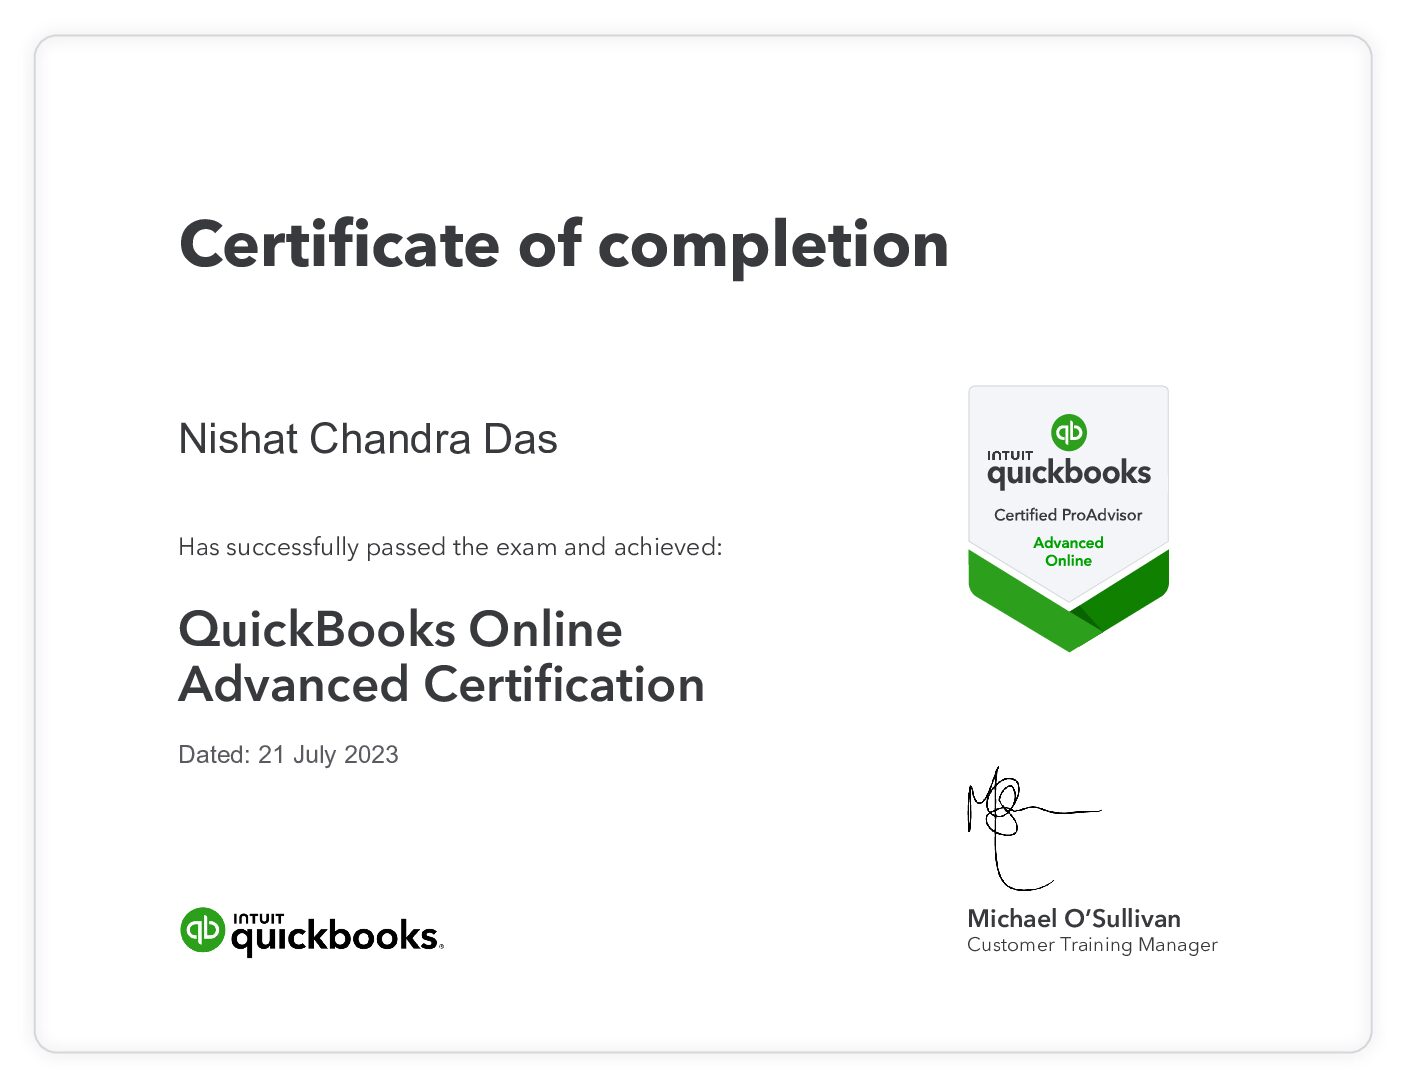 Certificate of completion
Nishat Chandra Das
Has successfully passed the exam and achieved:
QuickBooks Online
Advanced Certification
Dated: 21 July 2023
qb
INTUIT
quickbooks
Certified ProAdvisor
Advanced
Online
Michael O’Sullivan
Customer Training Manager
qb
INTUIT
quickbooks®